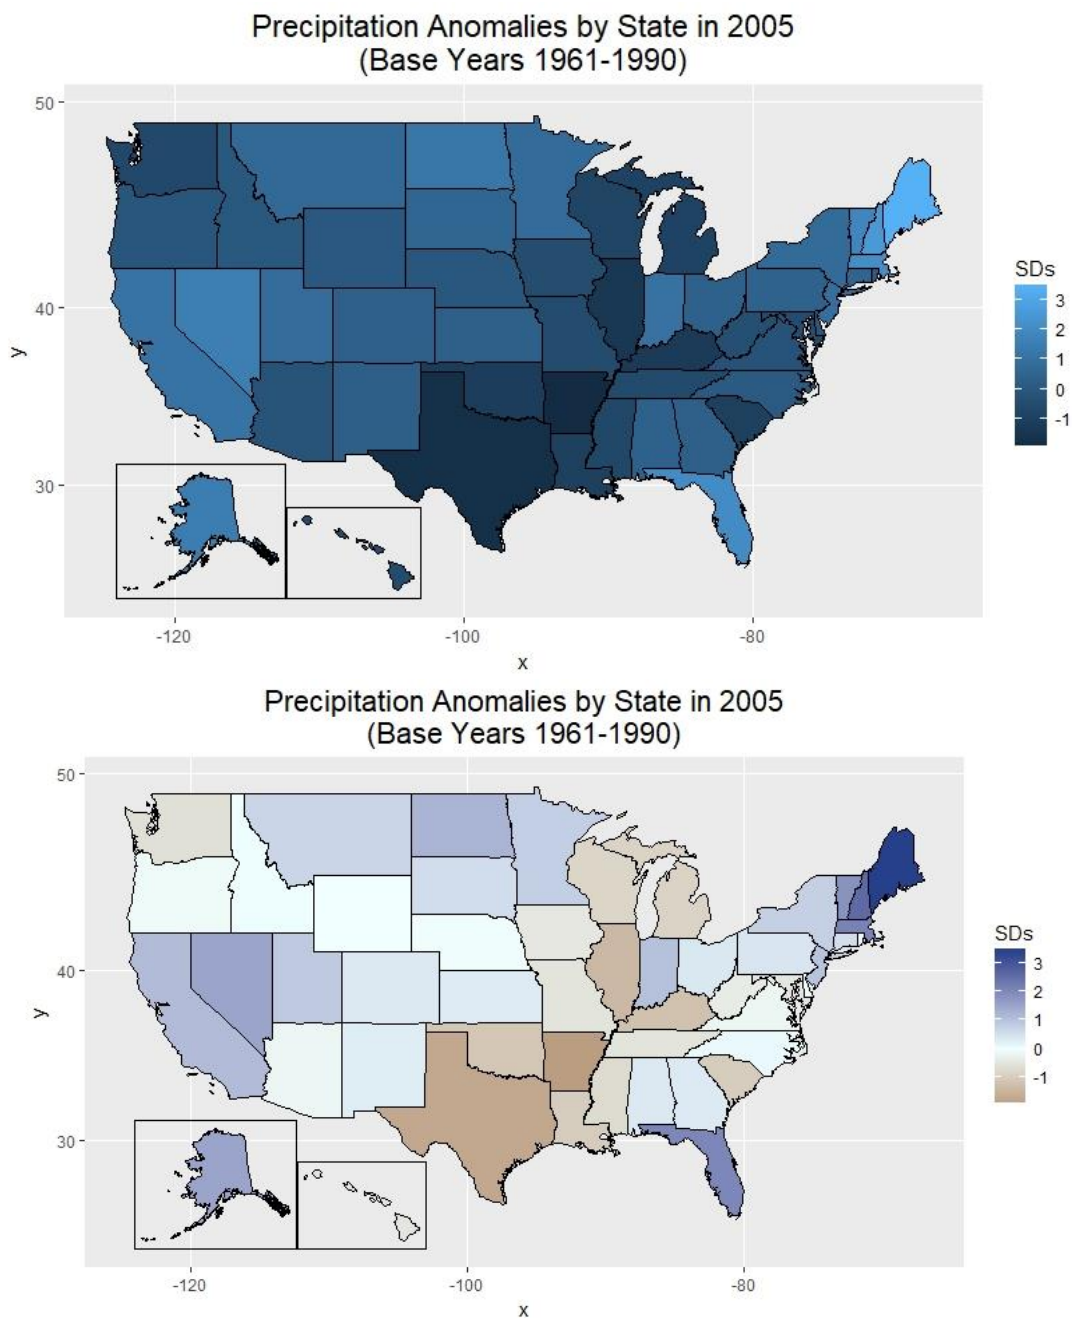 Precipitation Anomalies by State in 2005
(Base Years 1961-1990)
50
40
30
y
-120
-100
-80
x
SDs
3
2
1
0
-1
Precipitation Anomalies by State in 2005
(Base Years 1961-1990)
50
40
30
y
-120
-100
-80
x
SDs
3
2
1
0
-1